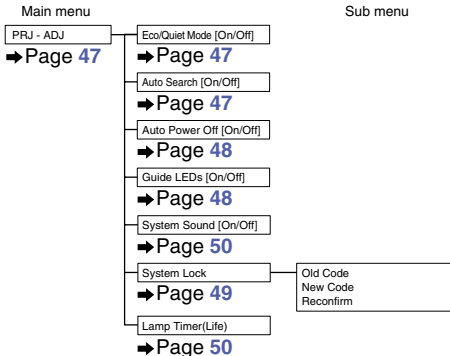 Main menu
Sub menu
PRJ - ADJ
➡Page 47
Eco/Quiet Mode [On/Off]
➡Page 47
Auto Search [On/Off]
➡Page 47
Auto Power Off [On/Off]
➡Page 48
Guide LEDs [On/Off]
➡Page 48
System Sound [On/Off]
➡Page 50
System Lock
➡Page 49
Old Code
New Code
Reconfirm
Lamp Timer(Life)
➡Page 50